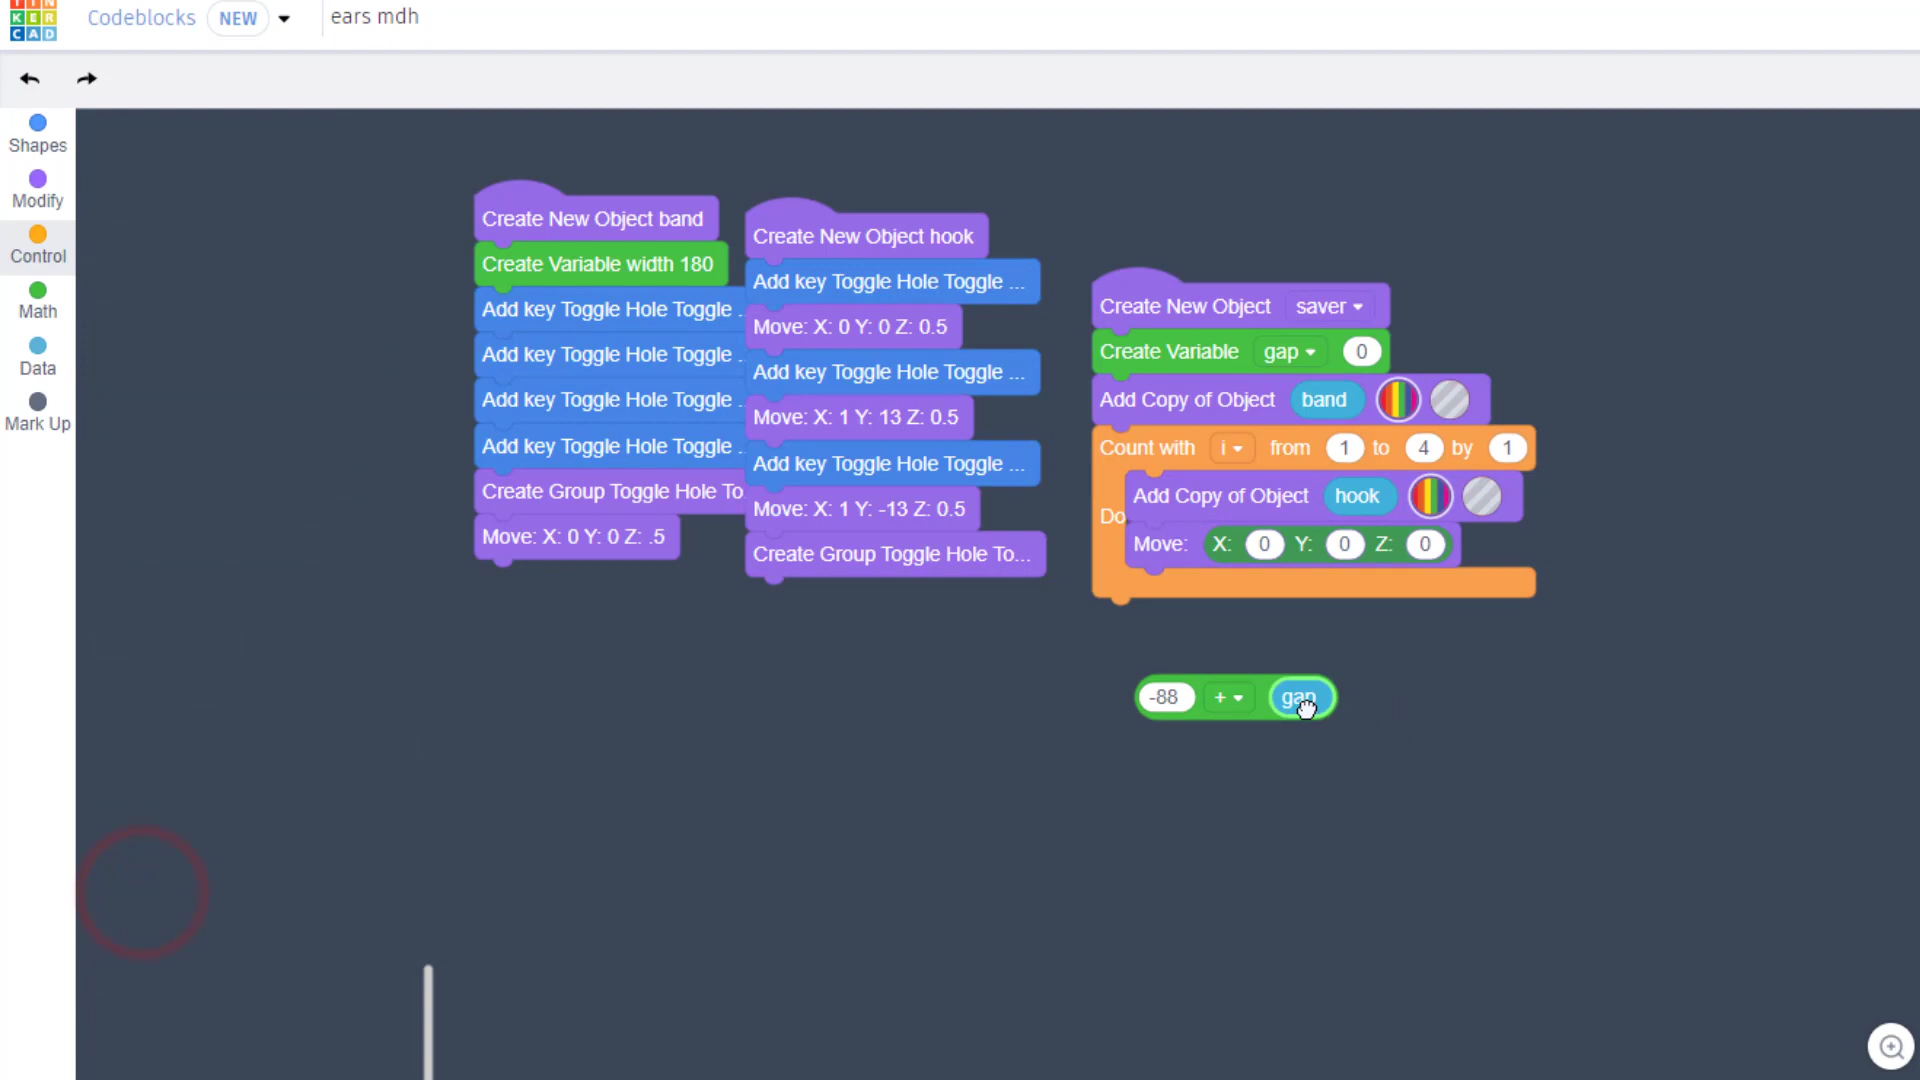 TIN
KER
CAD
Codeblocks NEW
ears mdh
Shapes
Modify
Control
Math
Data
Mark Up
Create New Object band
Create Variable width 180
Add key Toggle Hole Toggle ...
Add key Toggle Hole Toggle ...
Add key Toggle Hole Toggle ...
Add key Toggle Hole Toggle ...
Create Group Toggle Hole To
Move: X: 0 Y: 0 Z: .5
Create New Object hook
Add key Toggle Hole Toggle ...
Move: X: 0 Y: 0 Z: 0.5
Add key Toggle Hole Toggle ...
Move: X: 1 Y: 13 Z: 0.5
Add key Toggle Hole Toggle ...
Move: X: 1 Y: -13 Z: 0.5
Create Group Toggle Hole To...
Create New Object saver
Create Variable gap 0
Add Copy of Object band
Count with i from 1 to 4 by 1
Add Copy of Object hook
Do
Move: X: 0 Y: 0 Z: 0
-88 + gap